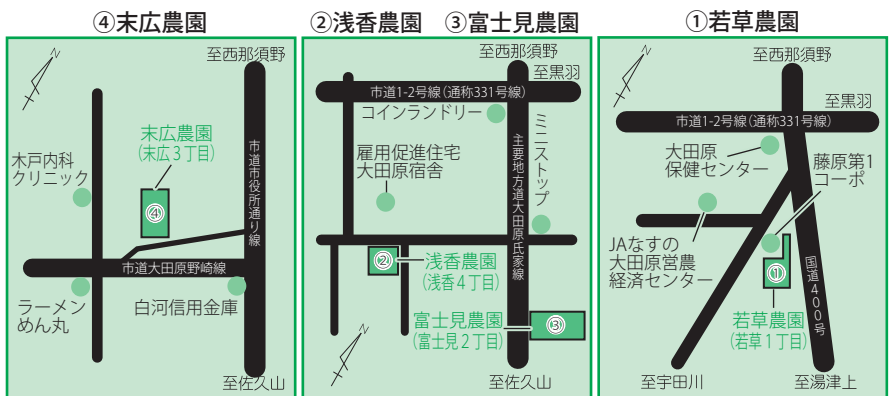 ④末広農園
至西那須野
N
末広農園
(末広3丁目)
木戸内科
クリニック
市道市役所通り線
④
市道大田原野崎線
ラーメン
めん丸
白河信用金庫
至佐久山
②浅香農園 ③富士見農園
N
至西那須野
至黒羽
市道1-2号線(通称331号線)
コインランドリー
ミニストップ
雇用促進住宅
大田原宿舎
主要地方道大田原氏家線
②
浅香農園
(浅香4丁目)
富士見農園
(富士見2丁目)
③
N
至佐久山
①若草農園
N
至西那須野
至黒羽
市道1-2号線(通称331号線)
大田原
保健センター
藤原第1
コーポ
JAなすの
大田原営農
経済センター
①
国道400号
若草農園
(若草1丁目)
至宇田川
至湯津上